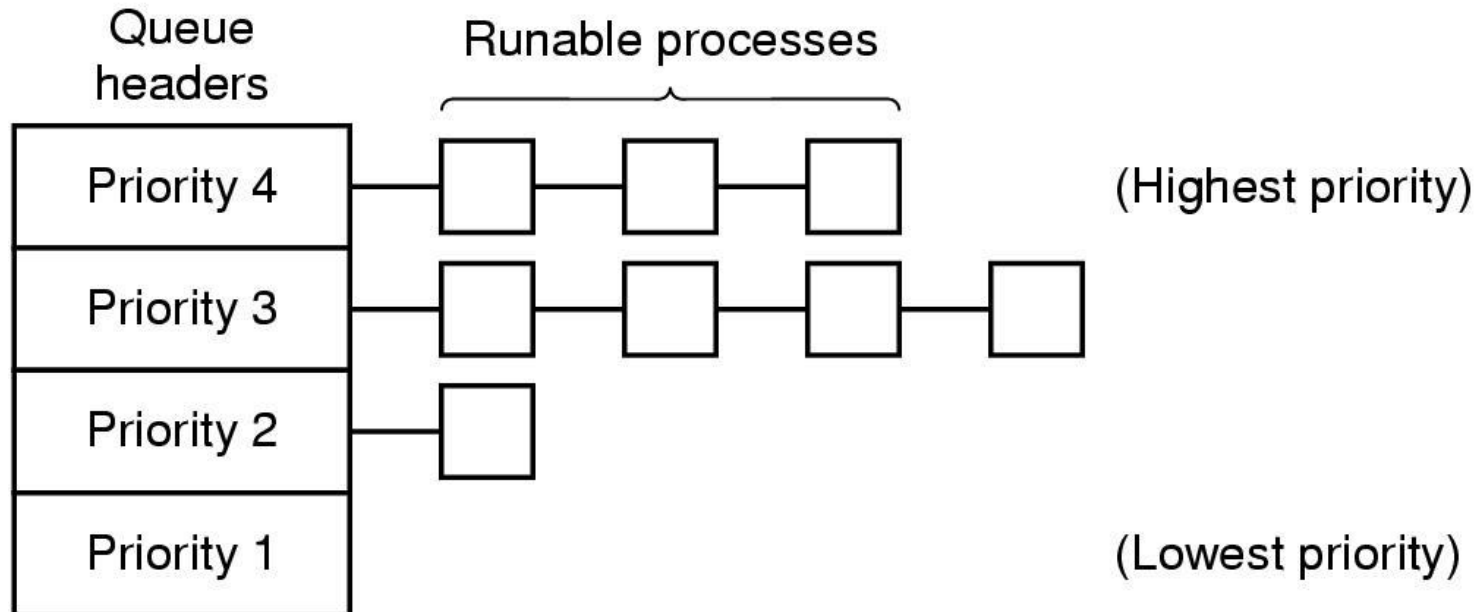 Queue
headers
Runable processes
Priority 4
(Highest priority)
Priority 3
Priority 2
Priority 1
(Lowest priority)